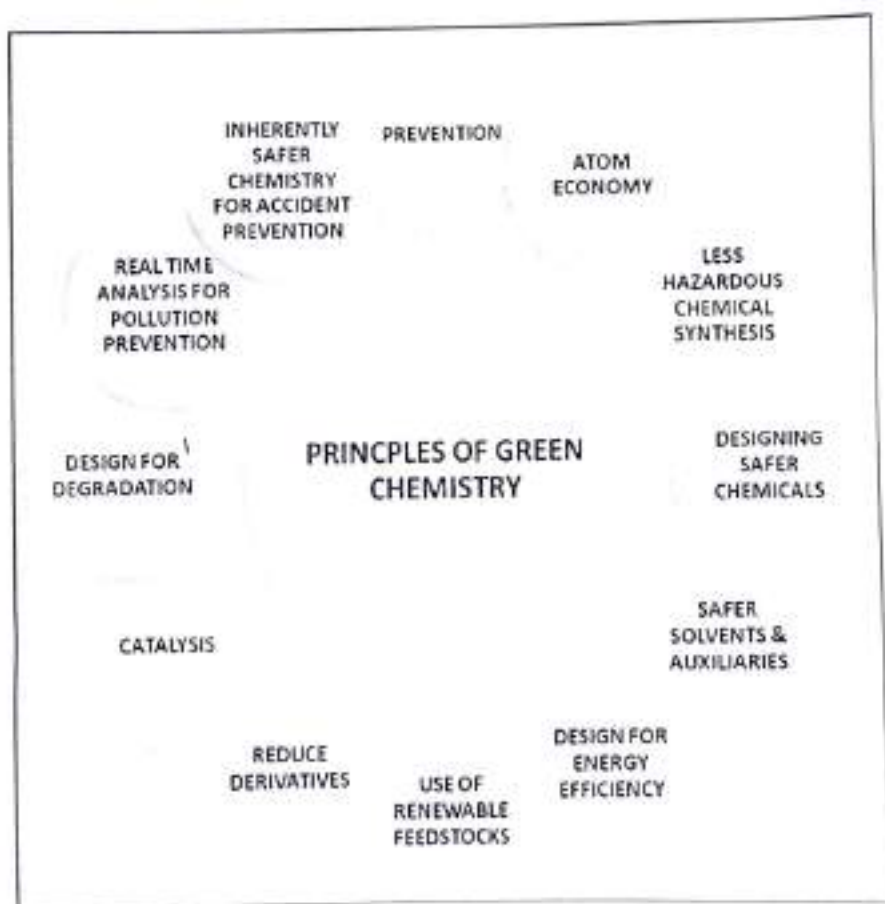 PREVENTION
ATOM
ECONOMY
LESS
HAZARDOUS
CHEMICAL
SYNTHESIS
DESIGNING
SAFER
CHEMICALS
SAFER
SOLVENTS &
AUXILIARIES
DESIGN FOR
ENERGY
EFFICIENCY
USE OF
RENEWABLE
FEEDSTOCKS
REDUCE
DERIVATIVES
CATALYSIS
DESIGN FOR
DEGRADATION
REAL TIME
ANALYSIS FOR
POLLUTION
PREVENTION
INHERENTLY
SAFER
CHEMISTRY
FOR ACCIDENT
PREVENTION
PRINCPLES OF GREEN
CHEMISTRY